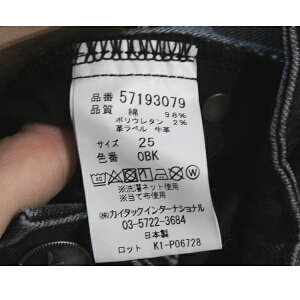 品番 57193079
品質 綿 98%
ポリウレタン 2%
革ラベル 牛革
サイズ 25
色番 0BK
※洗濯ネット使用
※当て布使用
㈱カイタックインターナショナル
03-5722-3684
日本製
ロット K1-P06728